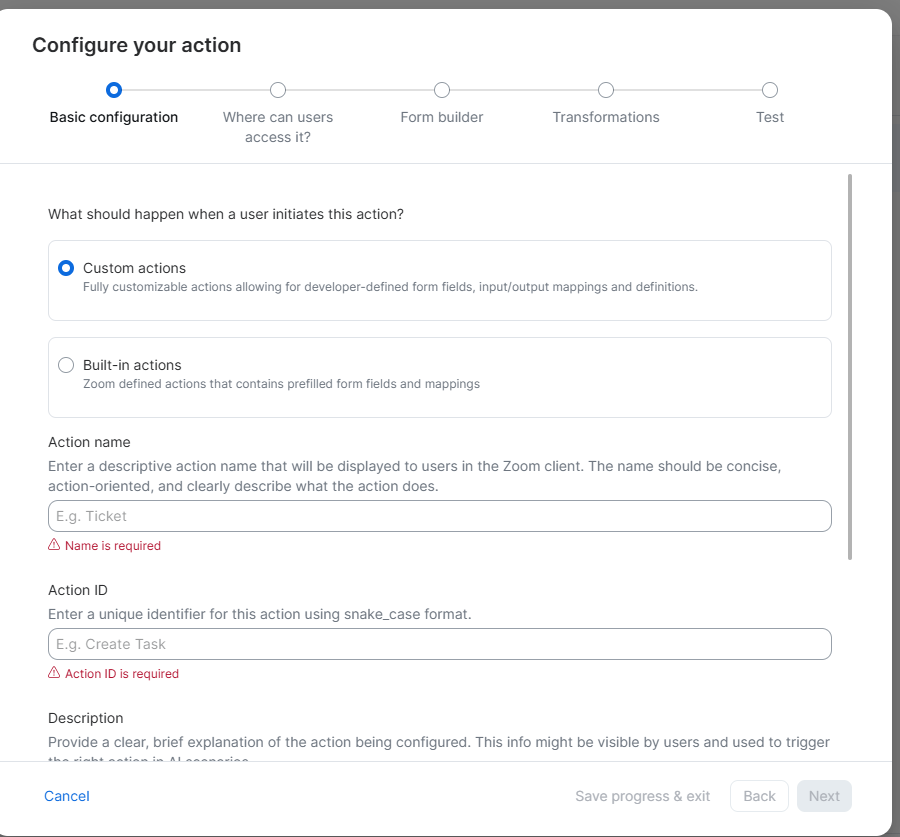 Configure your action
Basic configuration
Where can users
access it?
Form builder
Transformations
Test
What should happen when a user initiates this action?
Custom actions
Fully customizable actions allowing for developer-defined form fields, input/output mappings and definitions.
Built-in actions
Zoom defined actions that contains prefilled form fields and mappings
Action name
Enter a descriptive action name that will be displayed to users in the Zoom client. The name should be concise,
action-oriented, and clearly describe what the action does.
E.g. Ticket
Name is required
Action ID
Enter a unique identifier for this action using snake_case format.
E.g. Create Task
Action ID is required
Description
Provide a clear, brief explanation of the action being configured. This info might be visible by users and used to trigger
the right action in AI scenarios
Cancel
Save progress & exit
Back
Next